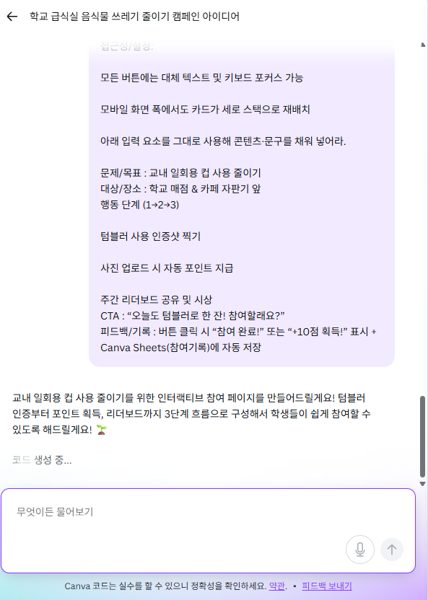 학교 급식실 음식물 쓰레기 줄이기 캠페인 아이디어
접근성/설정:
모든 버튼에는 대체 텍스트 및 키보드 포커스 가능
모바일 화면 폭에서도 카드가 세로 스택으로 재배치
아래 입력 요소를 그대로 사용해 콘텐츠·문구를 채워 넣어라.
문제/목표 : 교내 일회용 컵 사용 줄이기
대상/장소 : 학교 매점 & 카페 자판기 앞
행동 단계 (1→2→3)
텀블러 사용 인증샷 찍기
사진 업로드 시 자동 포인트 지급
주간 리더보드 공유 및 시상
CTA : “오늘도 텀블러로 한 잔! 참여할래요?”
피드백/기록 : 버튼 클릭 시 “참여 완료!” 또는 “+10점 획득!” 표시 +
Canva Sheets(참여기록)에 자동 저장
교내 일회용 컵 사용 줄이기를 위한 인터랙티브 참여 페이지를 만들어드릴게요! 텀블러
인증부터 포인트 획득, 리더보드까지 3단계 흐름으로 구성해서 학생들이 쉽게 참여할 수
있도록 해드릴게요! 🌱
코드 생성 중...
무엇이든 물어보기
Canva 코드는 실수를 할 수 있으니 정확성을 확인하세요. 약관. • 피드백 보내기